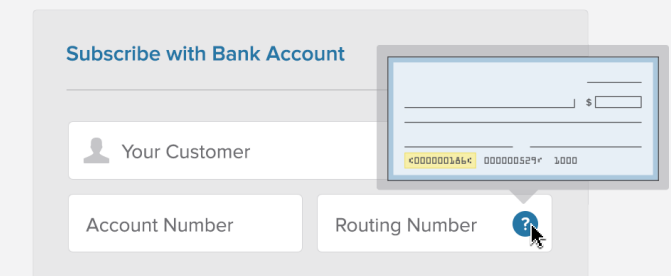 Subscribe with Bank Account
$
<000000186< 000000529< 1000
Your Customer
Account Number
Routing Number
?